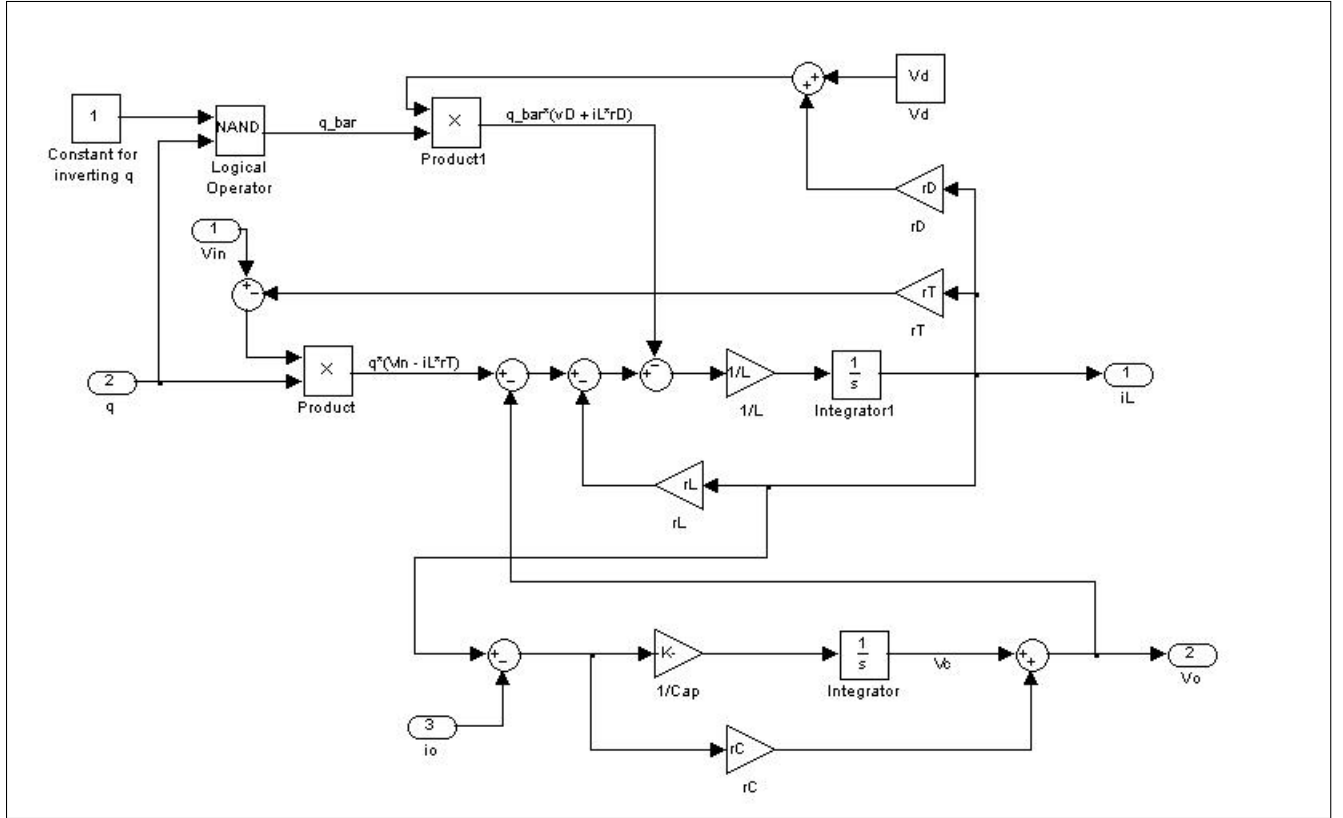 Vd
Vd
1
Constant for
inverting q
NAND
Logical
Operator
q_bar
×
Product1
q_bar*(vD + iL*rD)
+
+
rD
rD
1
Vin
+
−
rT
rT
2
q
×
Product
q*(Vin - iL*rT)
+
−
+
−
+
−
1/L
1/L
1
s
Integrator1
1
iL
rL
rL
+
−
-K-
1/Cap
1
s
Integrator
Vc
+
+
2
Vo
3
io
rC
rC